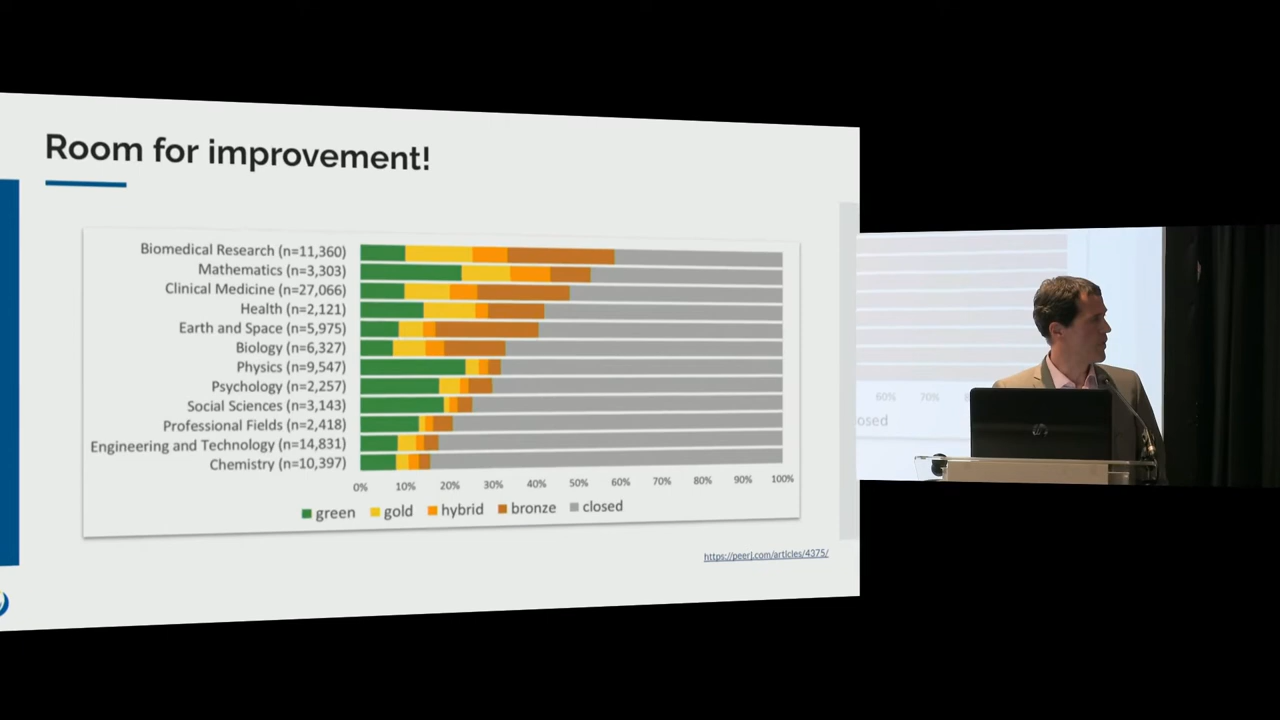 Room for improvement!
Biomedical Research (n=11,360)
Mathematics (n=3,303)
Clinical Medicine (n=27,066)
Health (n=2,121)
Earth and Space (n=5,975)
Biology (n=6,327)
Physics (n=9,547)
Psychology (n=2,257)
Social Sciences (n=3,143)
Professional Fields (n=2,418)
Engineering and Technology (n=14,831)
Chemistry (n=10,397)
0% 10% 20% 30% 40% 50% 60% 70% 80% 90% 100%
green gold hybrid bronze closed
https://peerj.com/articles/4375/
60% 70% 8
osed